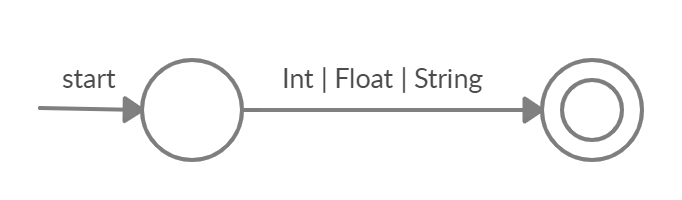 start
Int | Float | String